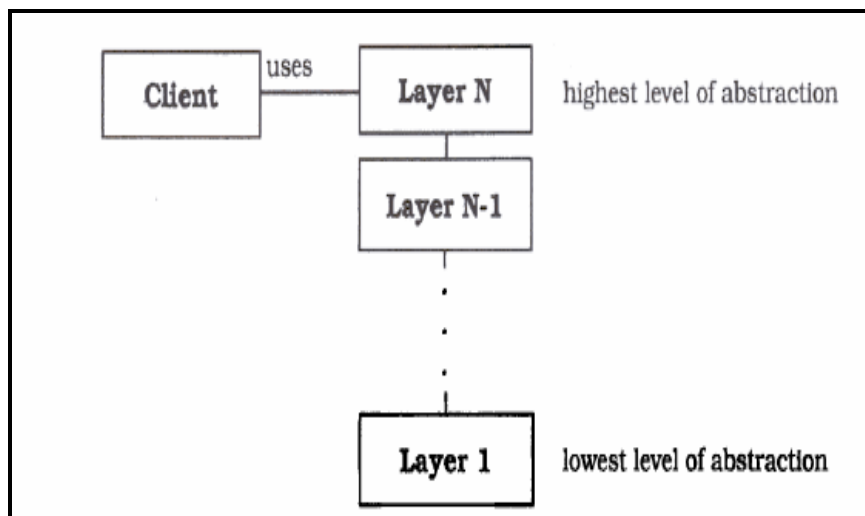 uses
Client
Layer N
highest level of abstraction
Layer N-1
Layer 1
lowest level of abstraction